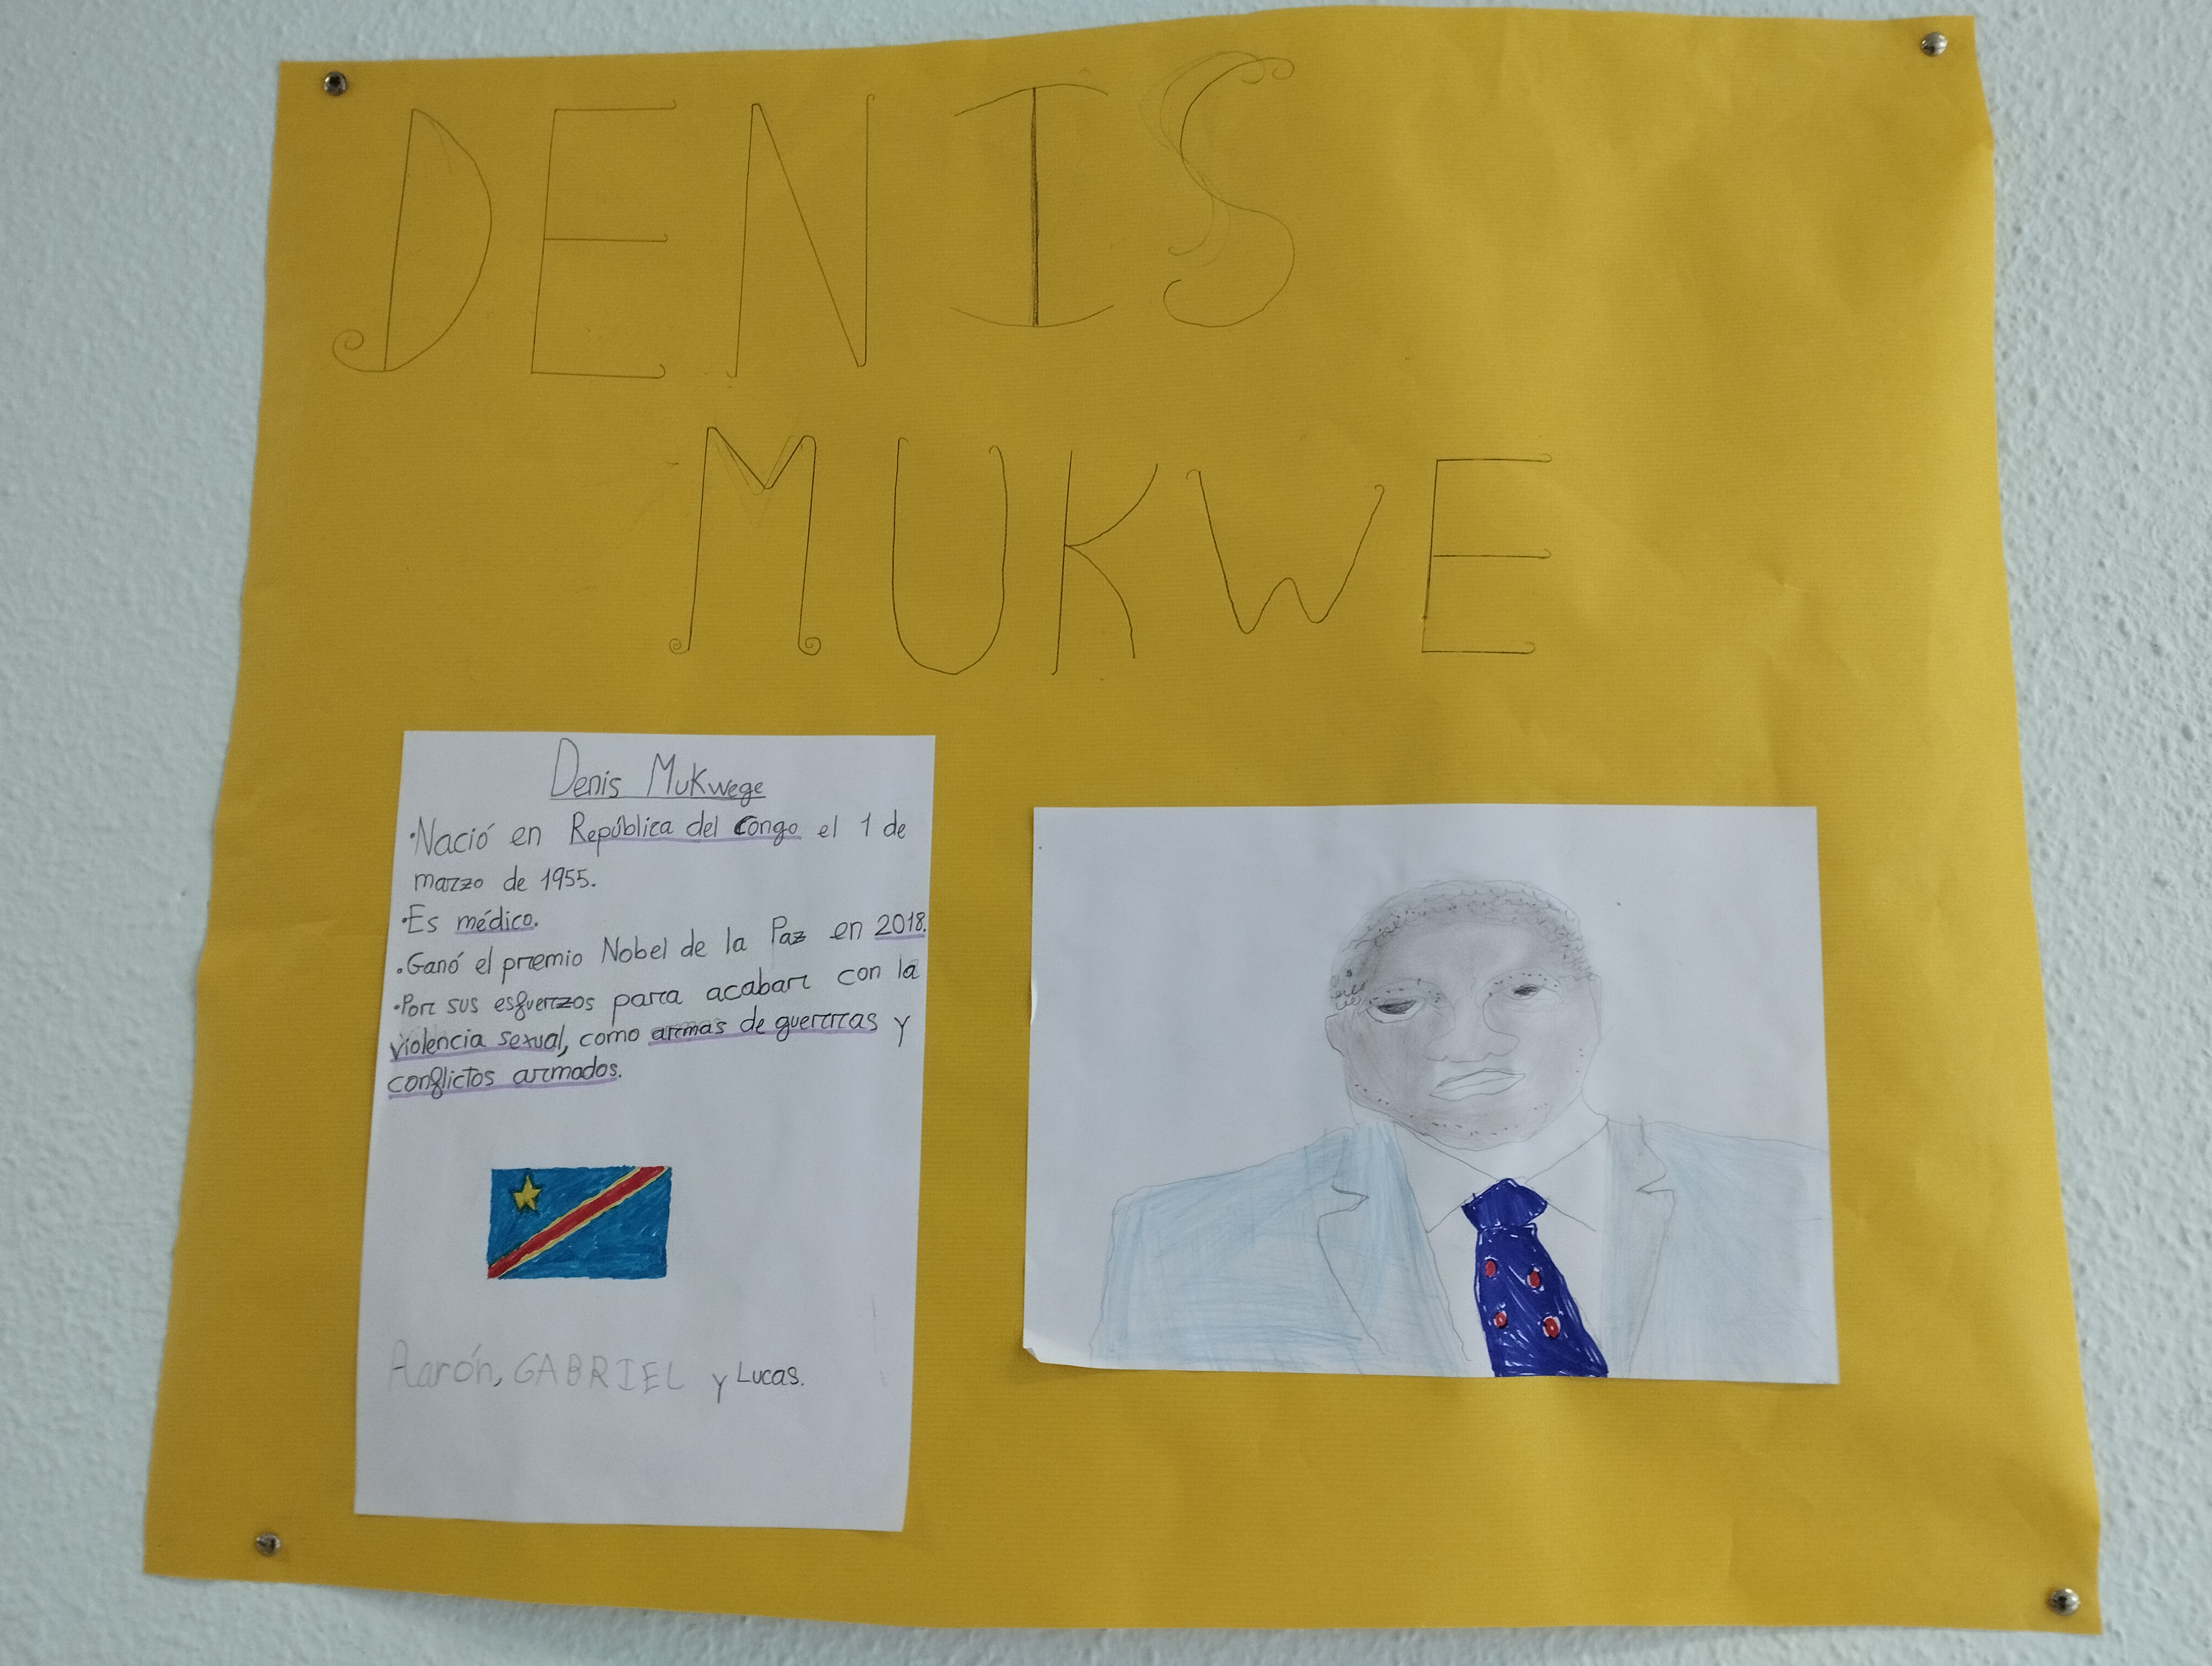 DENIS
MUKWE
Denis Mukwege
·Nació en República del Congo el 1 de
marzo de 1955.
·Es médico.
·Ganó el premio Nobel de la Paz en 2018.
·Por sus esfuerzos para acabar con la
violencia sexual, como armas de guerras y
conflictos armados.
Aarón, GABRIEL y Lucas.